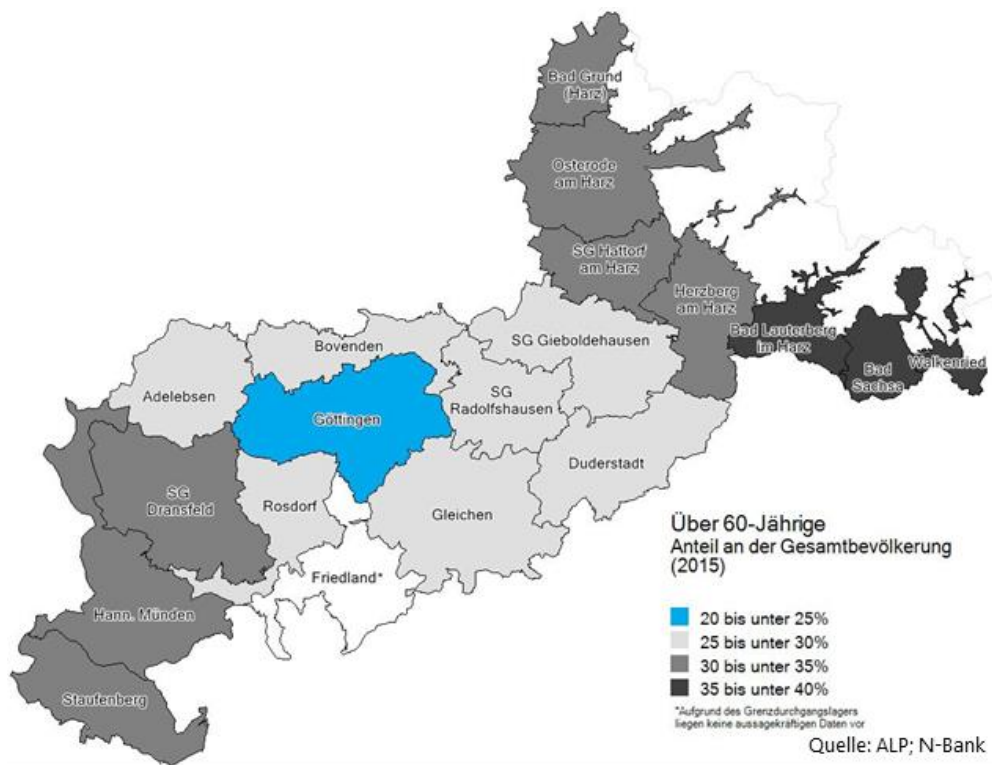 Bad Grund
(Harz)
Osterode
am Harz
SG Hattorf
am Harz
Herzberg
am Harz
Bad Lauterberg
im Harz
Bad
Sachsa
Walkenried
Bovenden
SG Gieboldehausen
Adelebsen
SG
Radolfshausen
Göttingen
Duderstadt
SG
Dransfeld
Rosdorf
Gleichen
Friedland*
Hann. Münden
Staufenberg
Über 60-Jährige
Anteil an der Gesamtbevölkerung
(2015)
20 bis unter 25%
25 bis unter 30%
30 bis unter 35%
35 bis unter 40%
*Aufgrund des Grenzdurchgangslagers
liegen keine aussagekräftigen Daten vor
Quelle: ALP; N-Bank